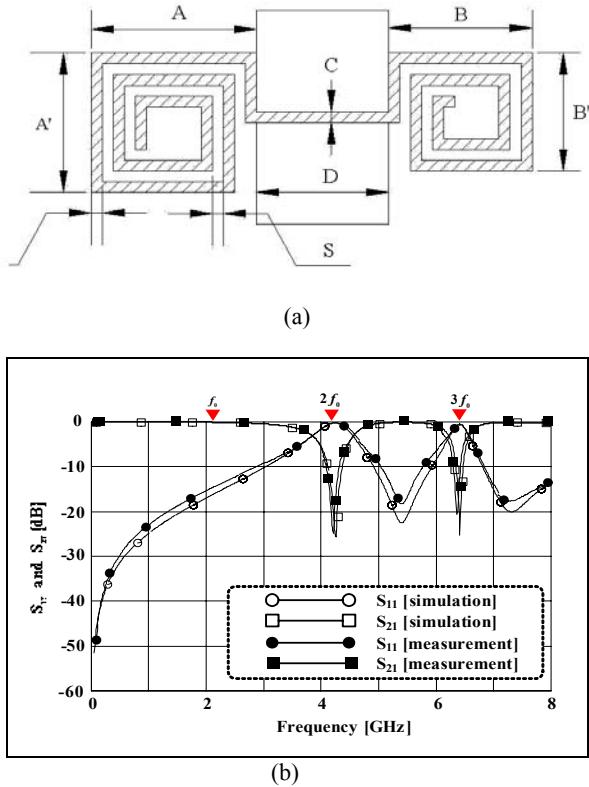 A
B
C
A'
B'
D
S
(a)
f₀
2f₀
3f₀
0
-10
-20
-30
-40
-50
-60
S₁₁ and S₂₁ [dB]
S₁₁ [simulation]
S₂₁ [simulation]
S₁₁ [measurement]
S₂₁ [measurement]
0 2 4 6 8
Frequency [GHz]
(b)